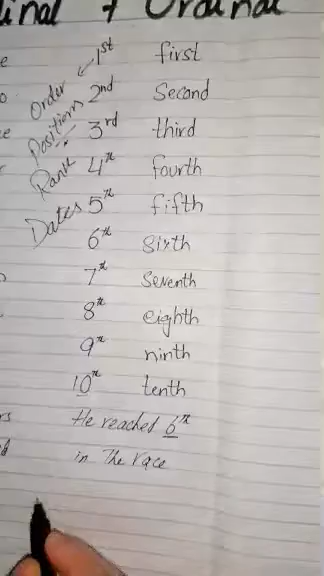 + Ordinal
Order
Positions
Rank
Dates
1st first
2nd Second
3rd third
4th fourth
5th fifth
6th Sixth
7th Seventh
8th eighth
9th ninth
10th tenth
He reached 6th
in The race